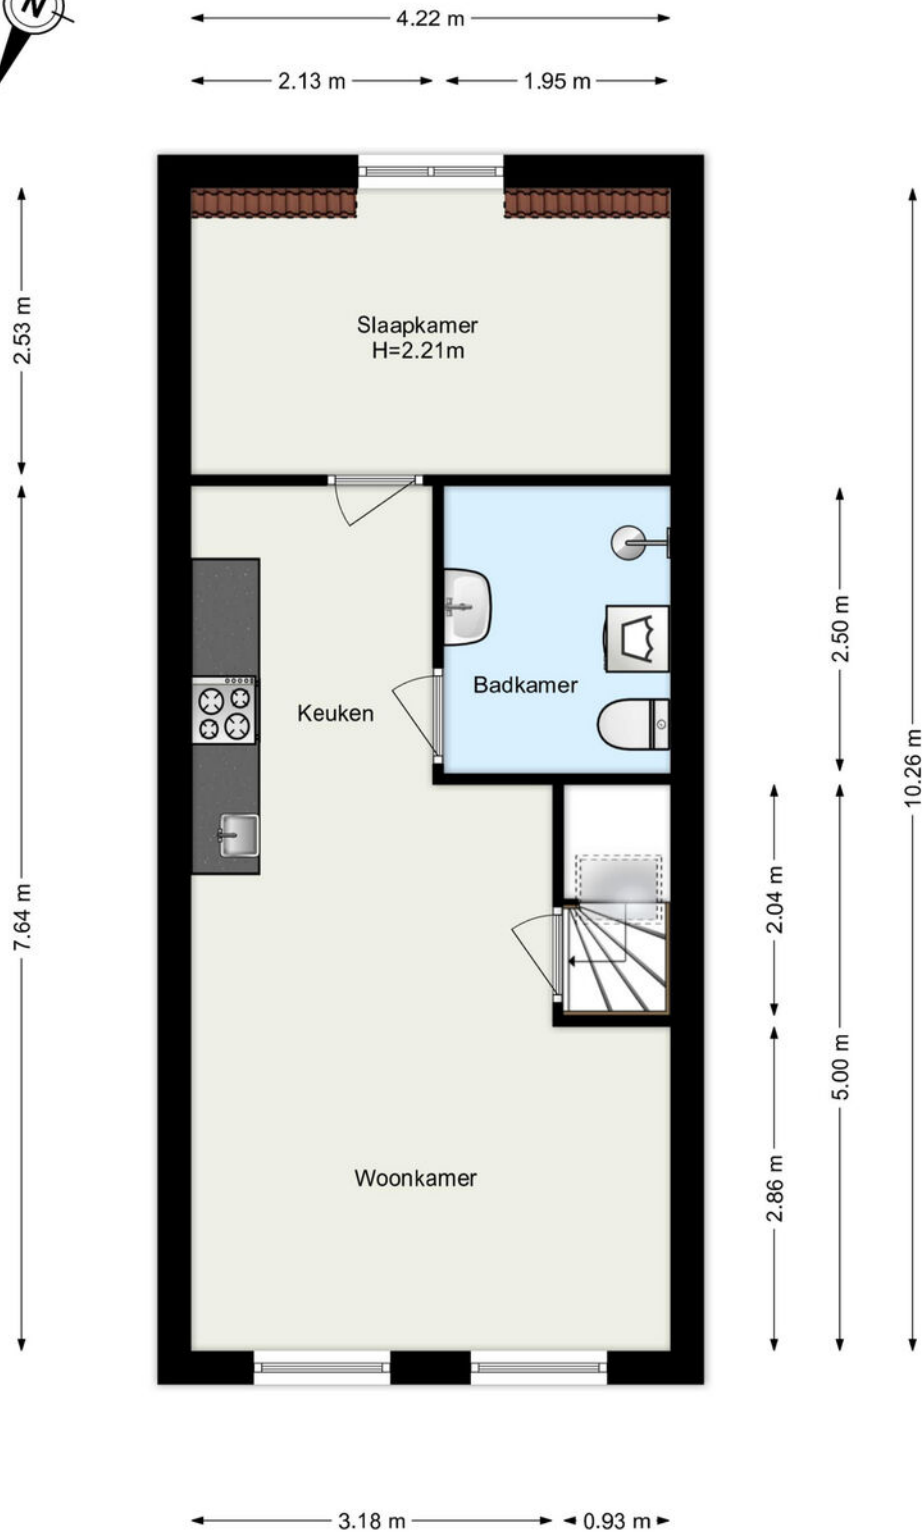 N
4.22 m
2.13 m
1.95 m
2.53 m
Slaapkamer
H=2.21m
2.50 m
Badkamer
Keuken
10.26 m
2.04 m
7.64 m
5.00 m
2.86 m
Woonkamer
3.18 m
0.93 m